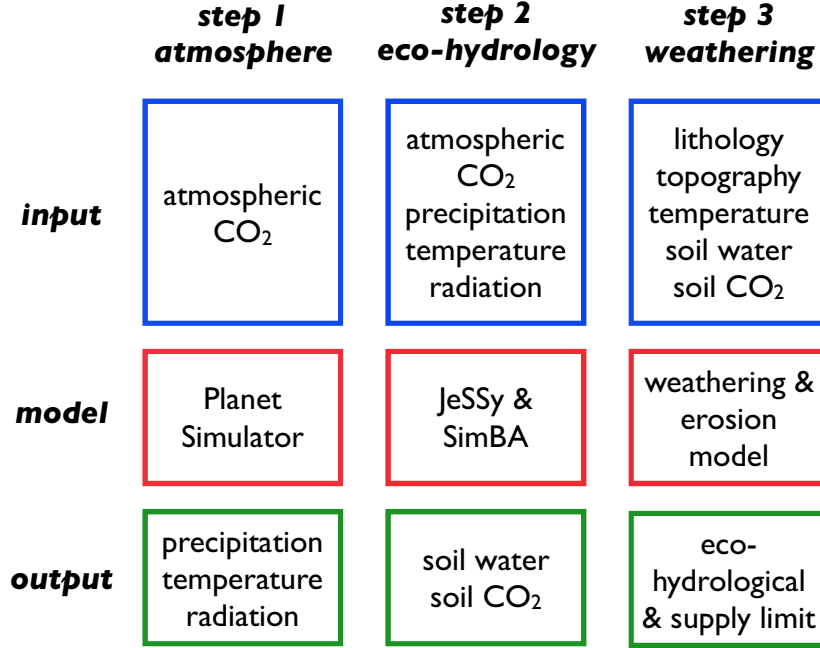 step 1
atmosphere
step 2
eco-hydrology
step 3
weathering
input
atmospheric
CO₂
atmospheric
CO₂
precipitation
temperature
radiation
lithology
topography
temperature
soil water
soil CO₂
model
Planet
Simulator
JeSSy &
SimBA
weathering &
erosion
model
output
precipitation
temperature
radiation
soil water
soil CO₂
eco-
hydrological
& supply limit